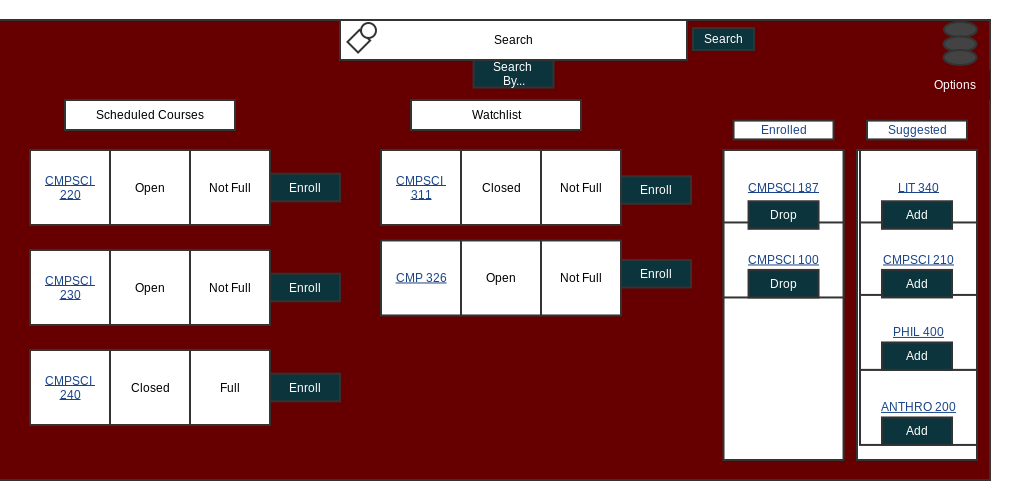 Search
Search
Search
By...
Options
Scheduled Courses
Watchlist
Enrolled
Suggested
CMPSCI
220
Open
Not Full
Enroll
CMPSCI
230
Open
Not Full
Enroll
CMPSCI
240
Closed
Full
Enroll
CMPSCI
311
Closed
Not Full
Enroll
CMP 326
Open
Not Full
Enroll
CMPSCI 187
Drop
CMPSCI 100
Drop
LIT 340
Add
CMPSCI 210
Add
PHIL 400
Add
ANTHRO 200
Add